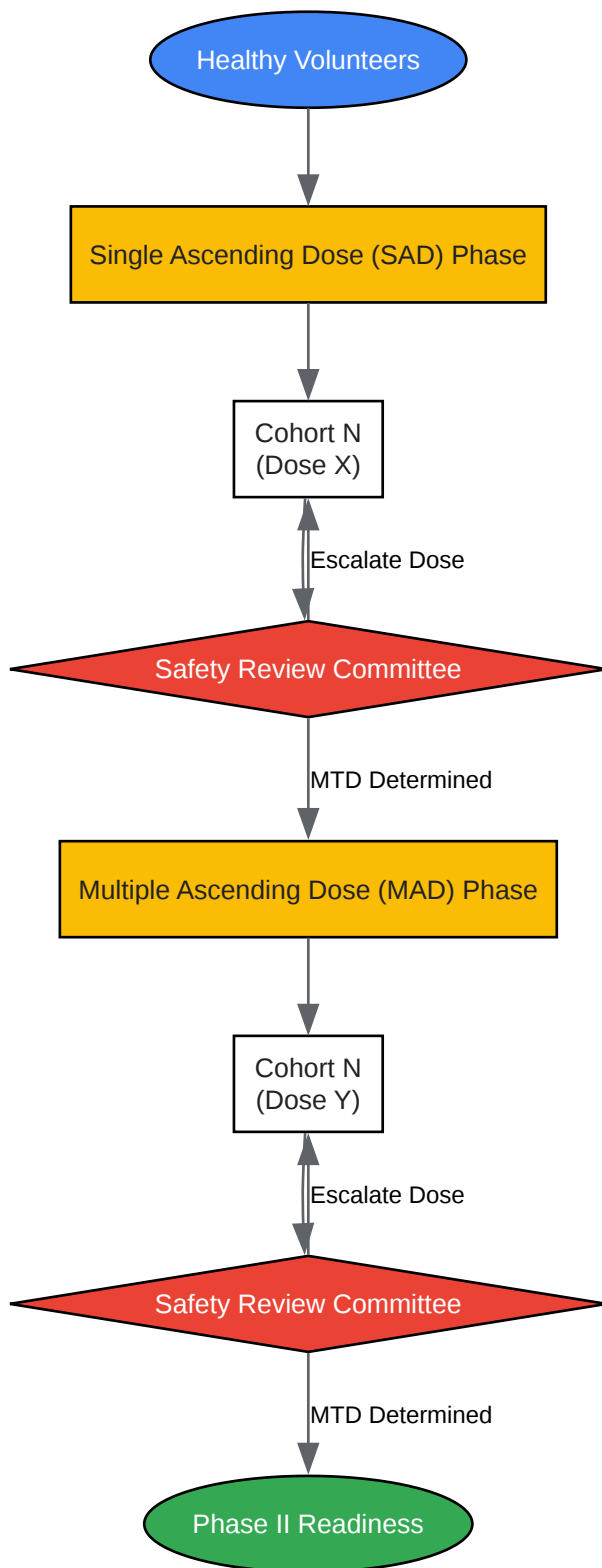 Healthy Volunteers
Single Ascending Dose (SAD) Phase
Cohort N
(Dose X)
Escalate Dose
Safety Review Committee
MTD Determined
Multiple Ascending Dose (MAD) Phase
Cohort N
(Dose Y)
Escalate Dose
Safety Review Committee
MTD Determined
Phase II Readiness